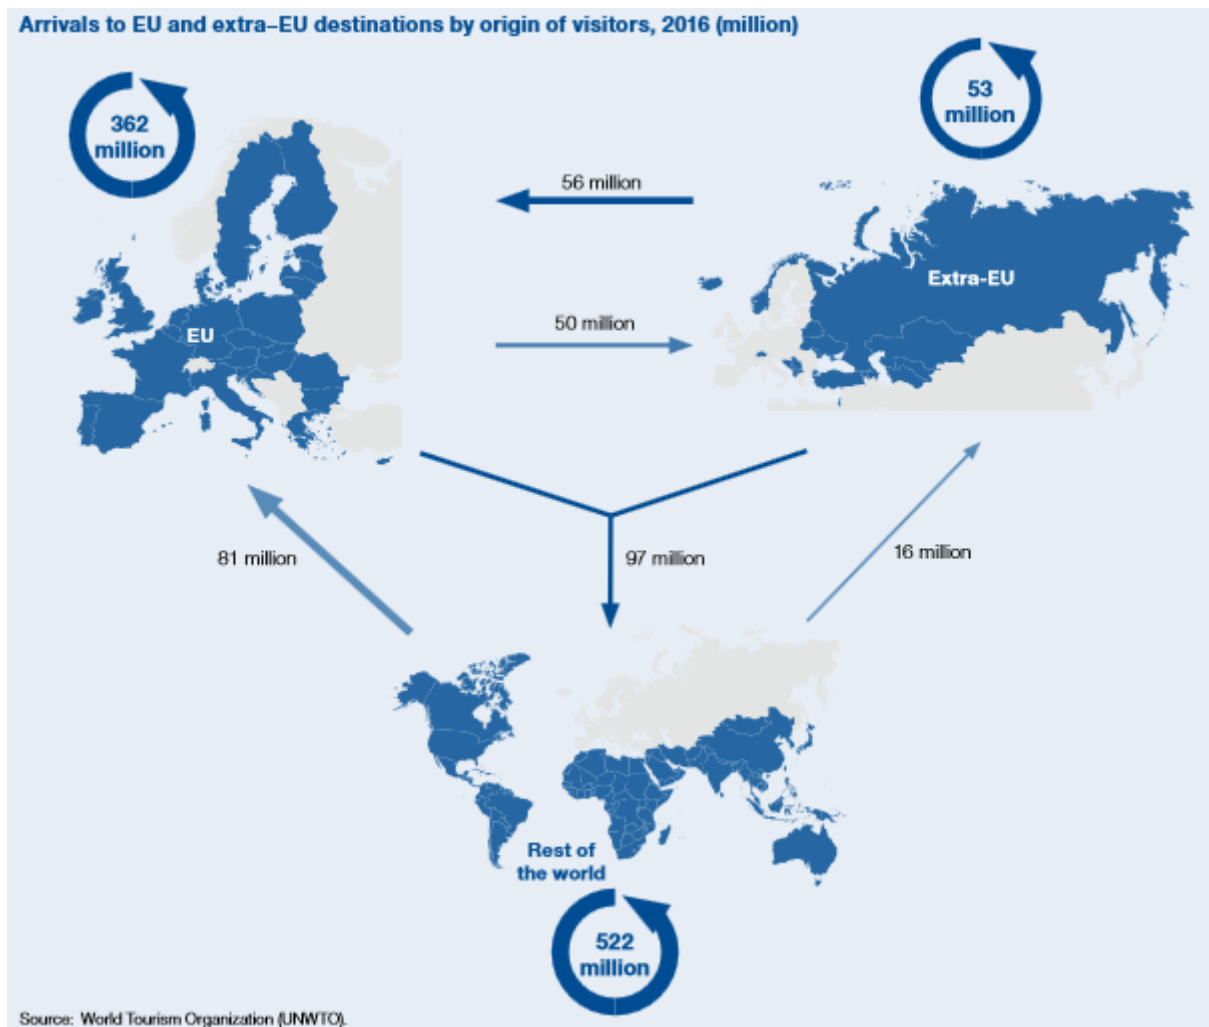 Arrivals to EU and extra–EU destinations by origin of visitors, 2016 (million)
362
million
53
million
56 million
Extra-EU
50 million
EU
81 million
97 million
16 million
Rest of
the world
522
million
Source: World Tourism Organization (UNWTO).